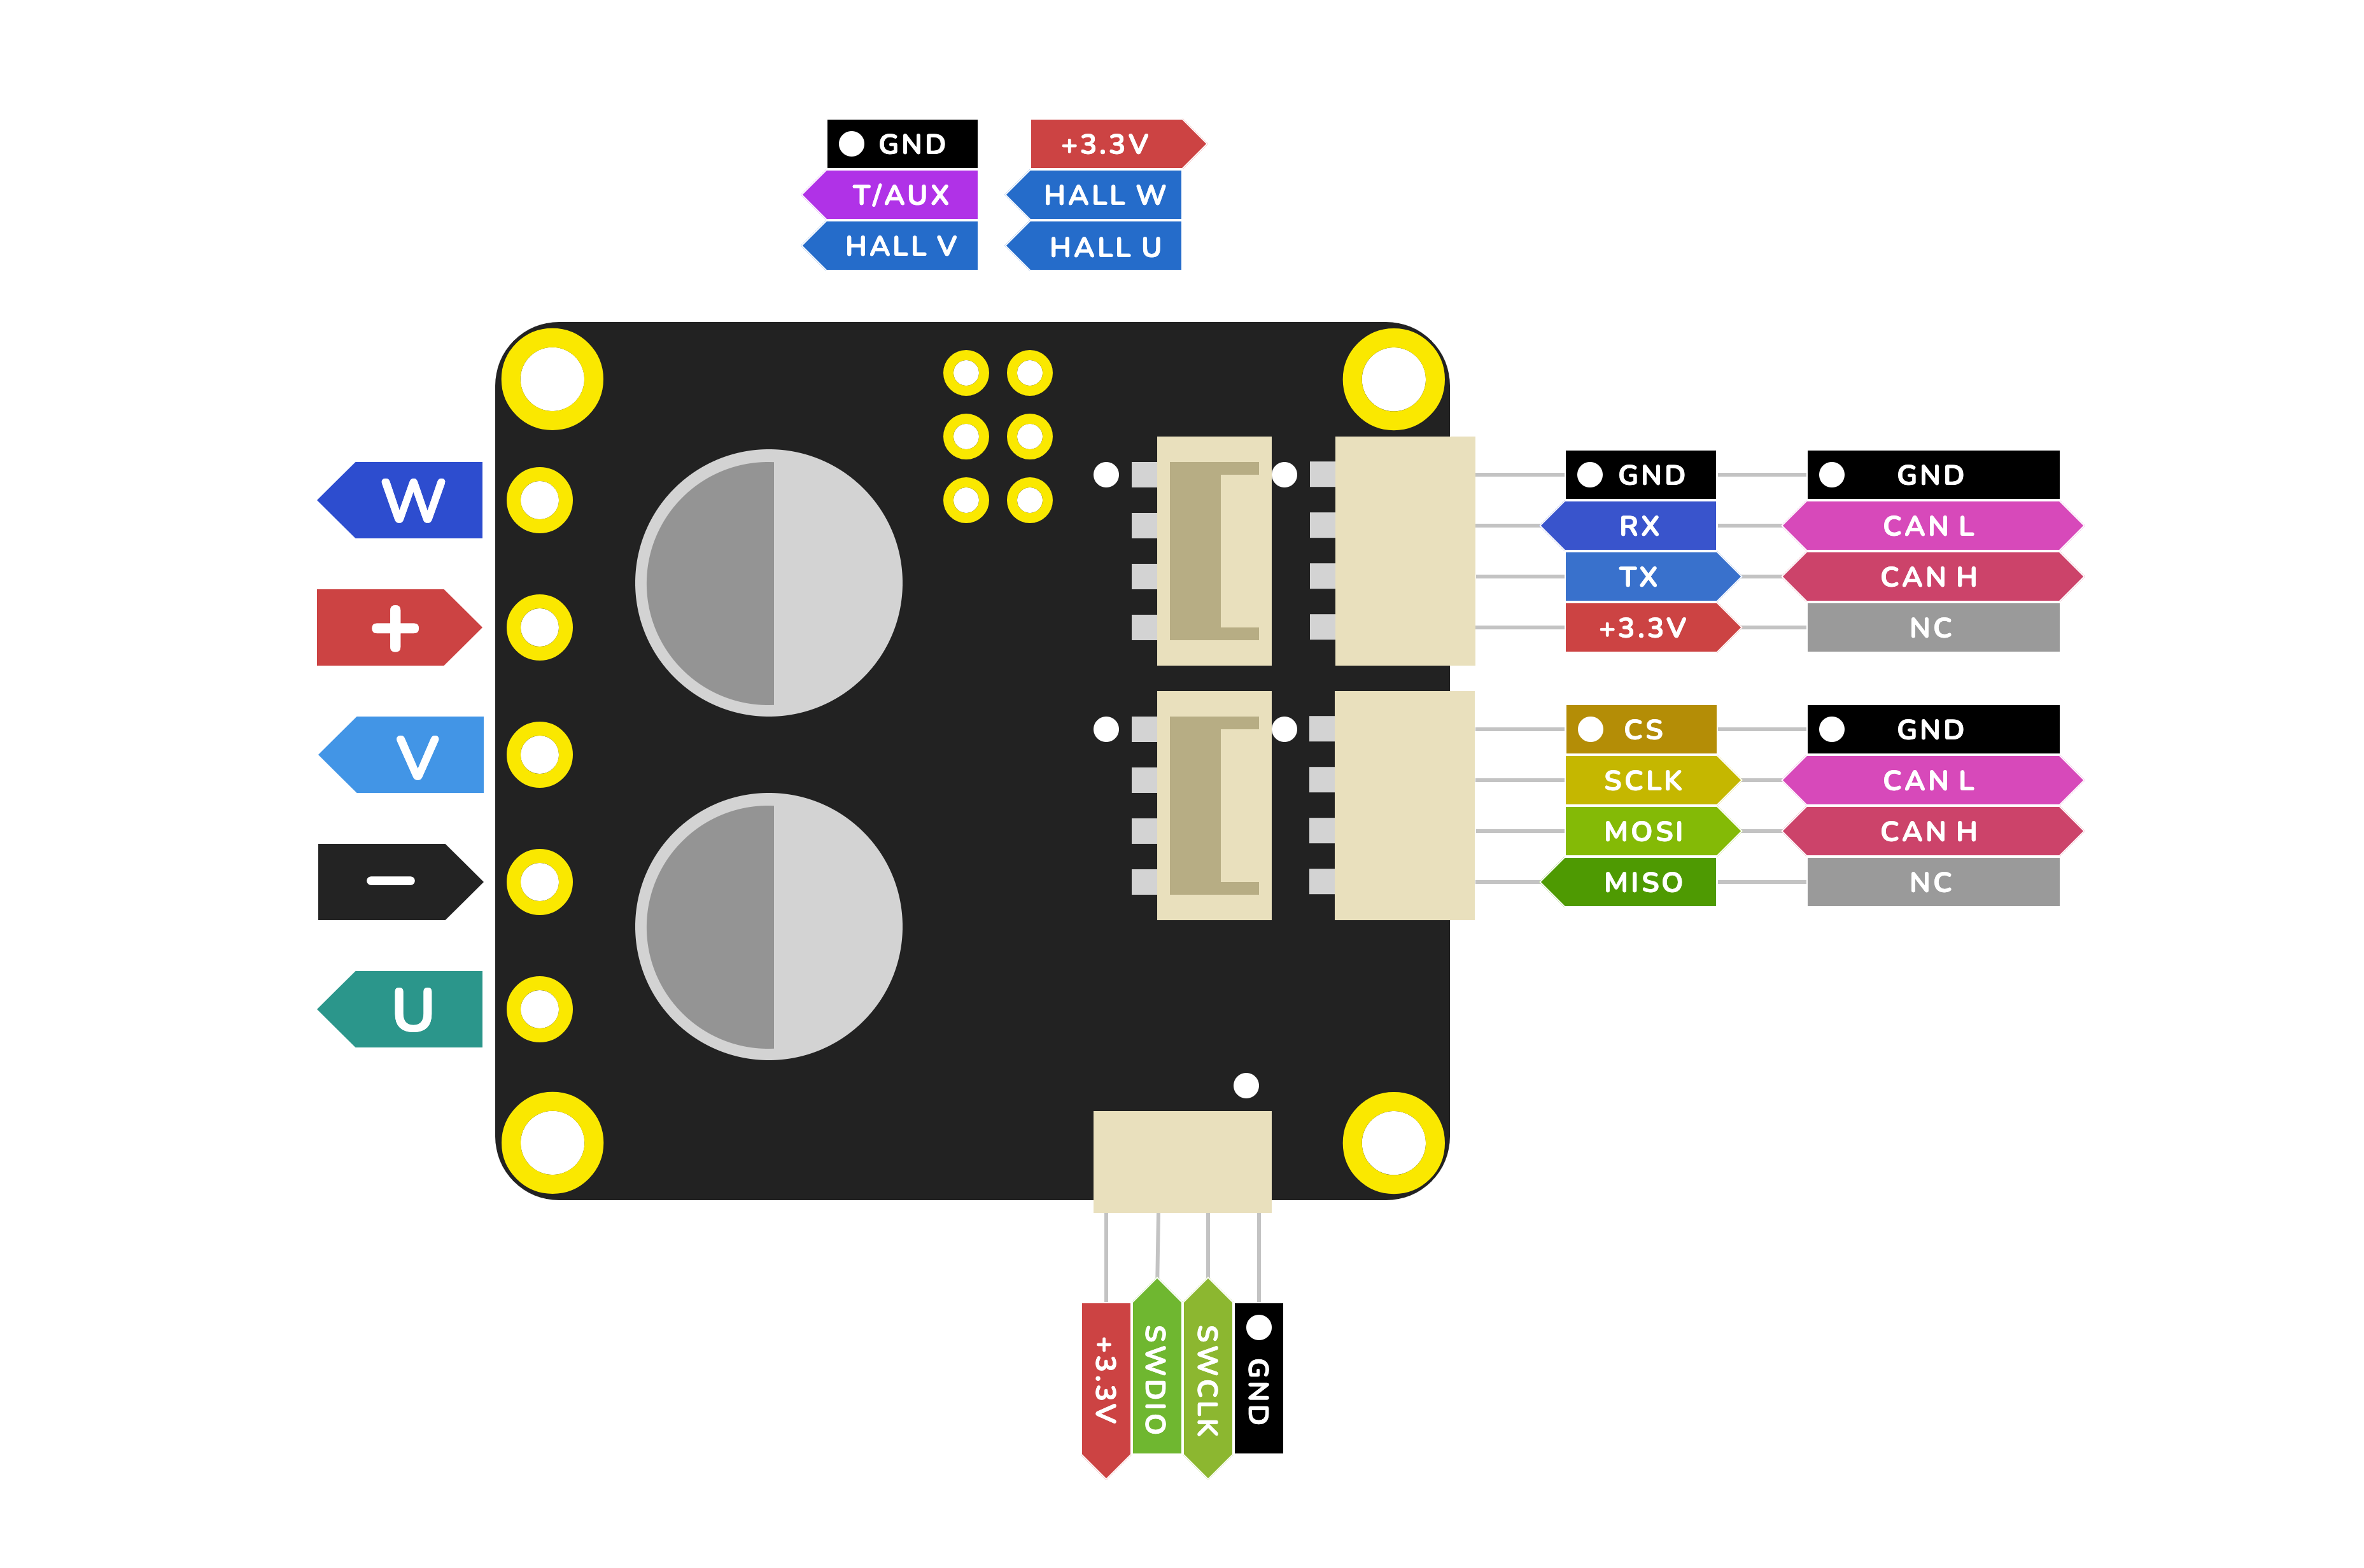 GND +3.3V
T/AUX HALL W
HALL V HALL U
W
+
V
−
U
GND GND
RX CAN L
TX CAN H
+3.3V NC
CS GND
SCLK CAN L
MOSI CAN H
MISO NC
+3.3V
SWDIO
SWCLK
GND